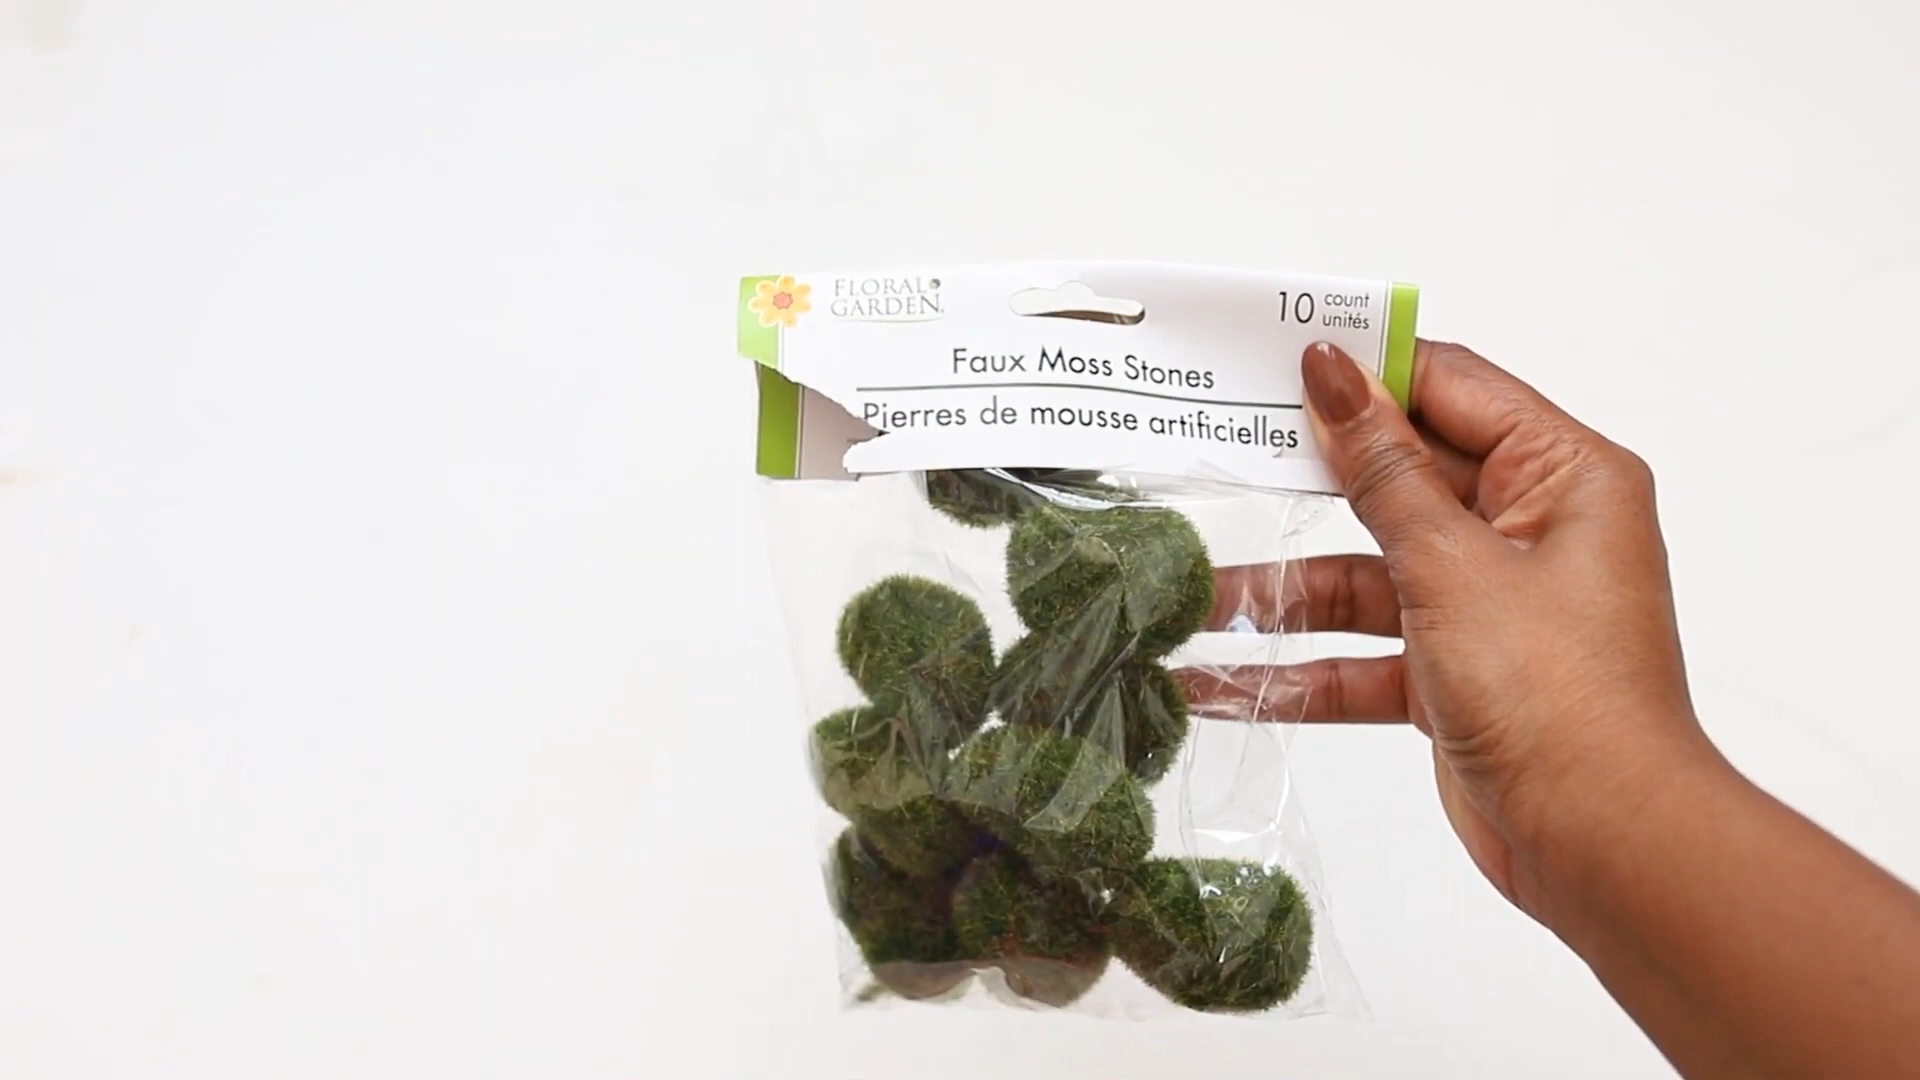 FLORAL
GARDEN
10 count
unités
Faux Moss Stones
Pierres de mousse artificielles